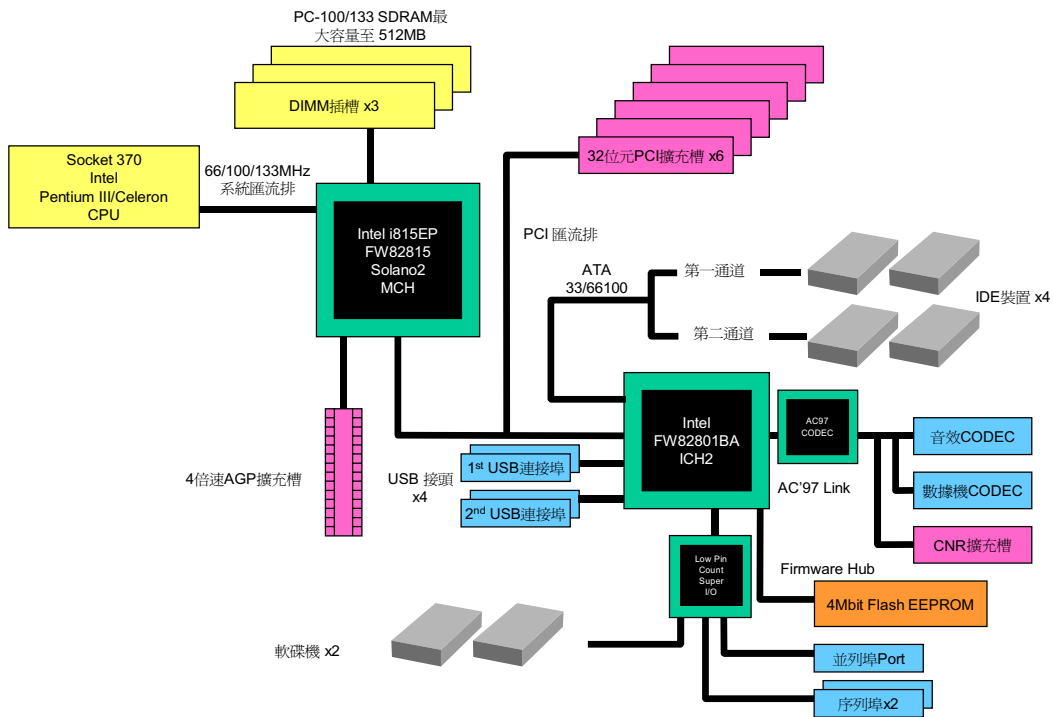 PC-100/133 SDRAM最
大容量至 512MB
DIMM插槽 x3
32位元PCI擴充槽 x6
Socket 370
Intel
Pentium III/Celeron
CPU
66/100/133MHz
系統匯流排
Intel i815EP
FW82815
Solano2
MCH
PCI 匯流排
ATA
33/66100
第一通道
第二通道
IDE裝置 x4
4倍速AGP擴充槽
USB 接頭
x4
1st USB連接埠
2nd USB連接埠
Intel
FW82801BA
ICH2
AC97
CODEC
AC'97 Link
音效CODEC
數據機CODEC
CNR擴充槽
Low Pin
Count
Super
I/O
Firmware Hub
4Mbit Flash EEPROM
軟碟機 x2
並列埠Port
序列埠x2